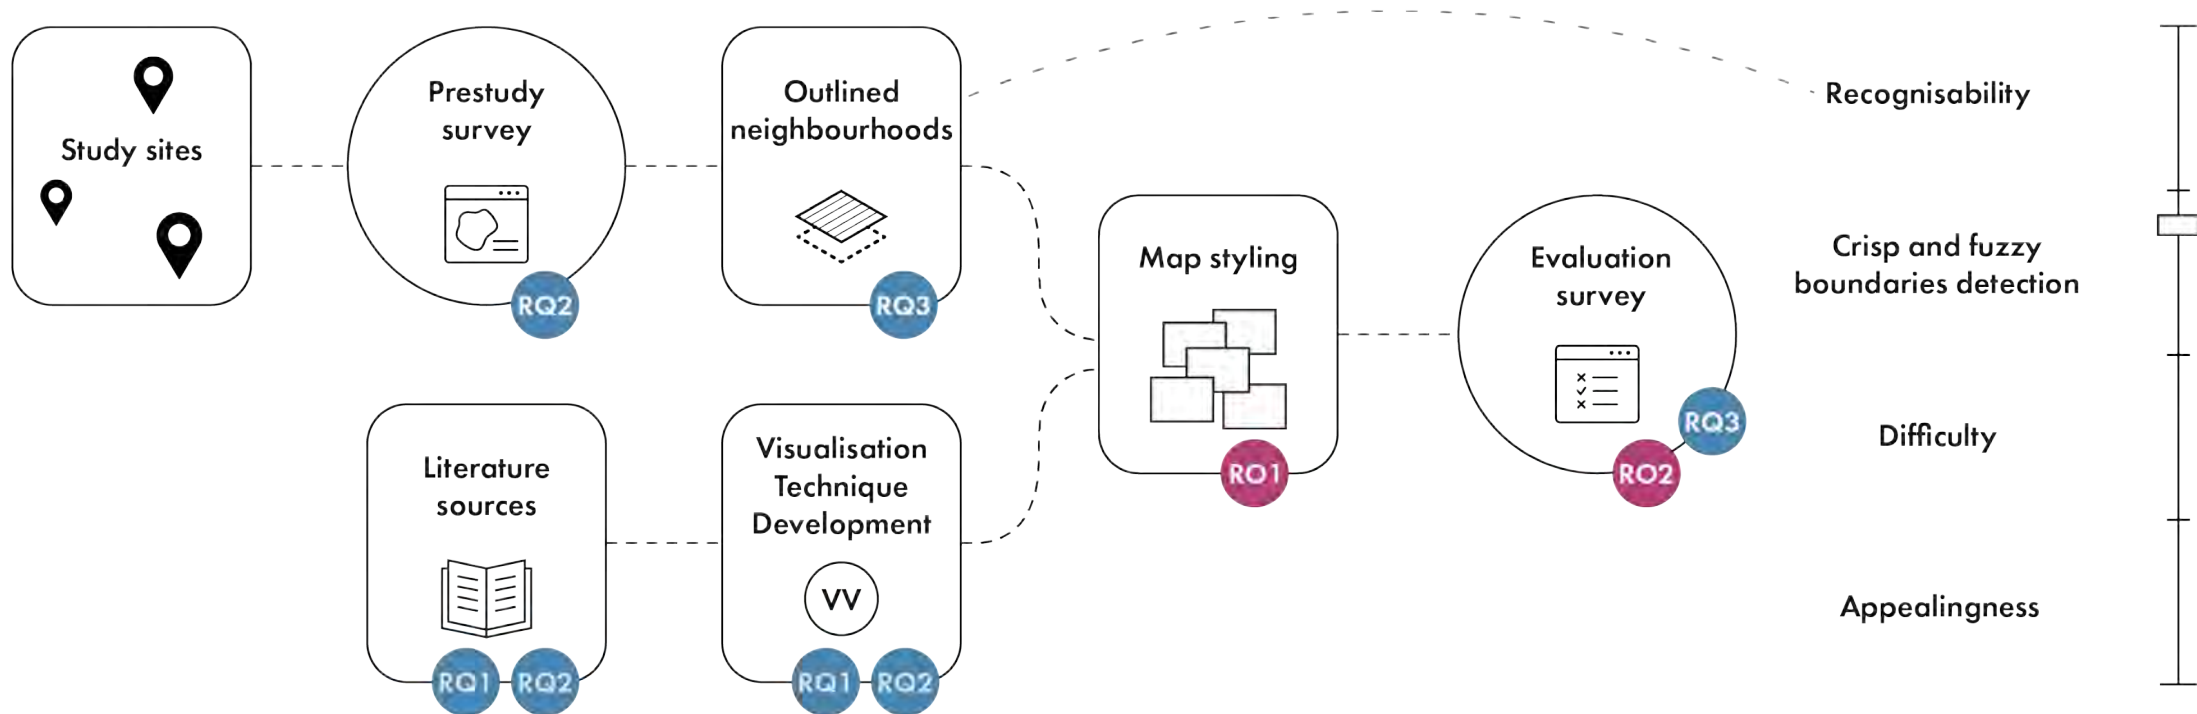 Study sites
Prestudy
survey
RQ2
Outlined
neighbourhoods
RQ3
Literature
sources
RQ1 RQ2
Visualisation
Technique
Development
VV
RQ1 RQ2
Map styling
RO1
Evaluation
survey
RQ3
RO2
Recognisability
Crisp and fuzzy
boundaries detection
Difficulty
Appealingness